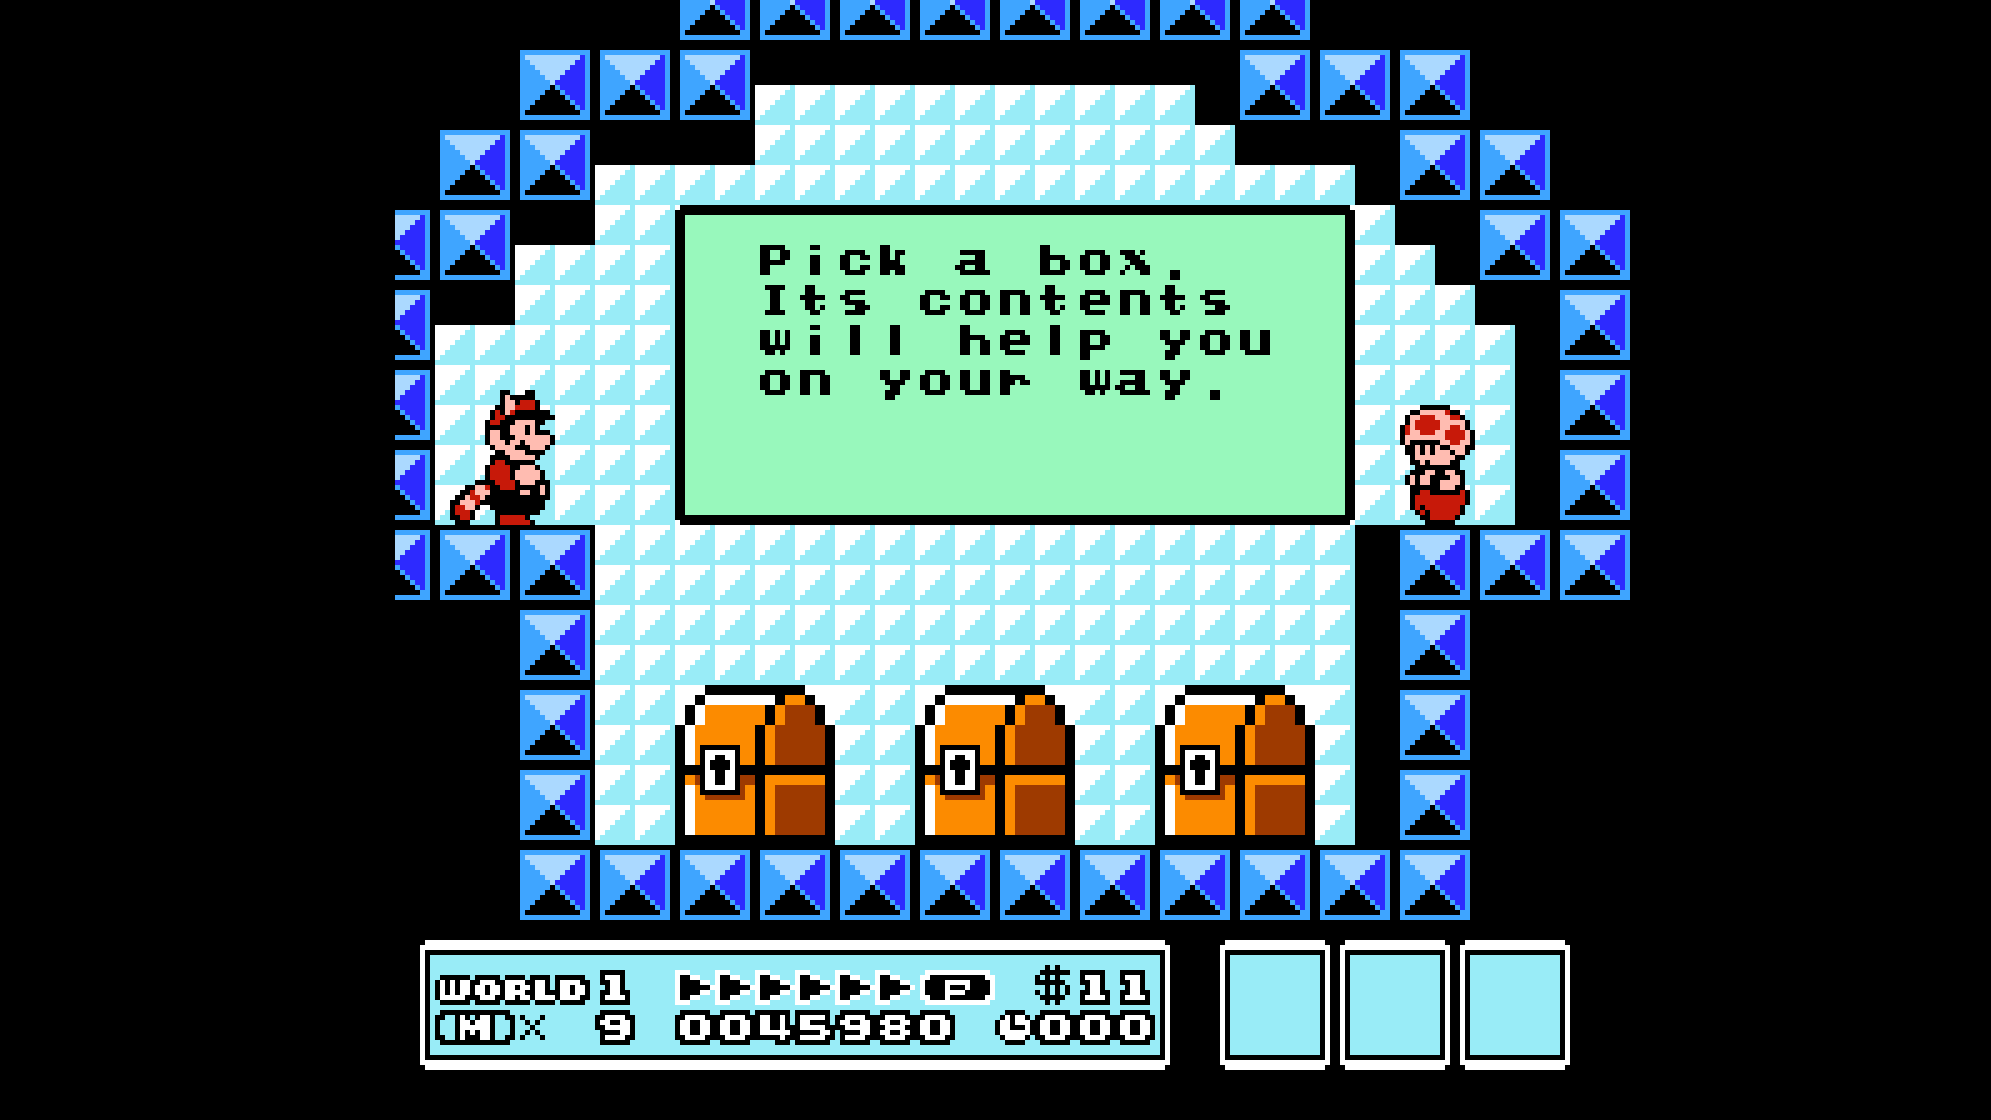 Pick a box.
Its contents
will help you
on your way.
WORLD 1 P $11
M× 9 0045980 000